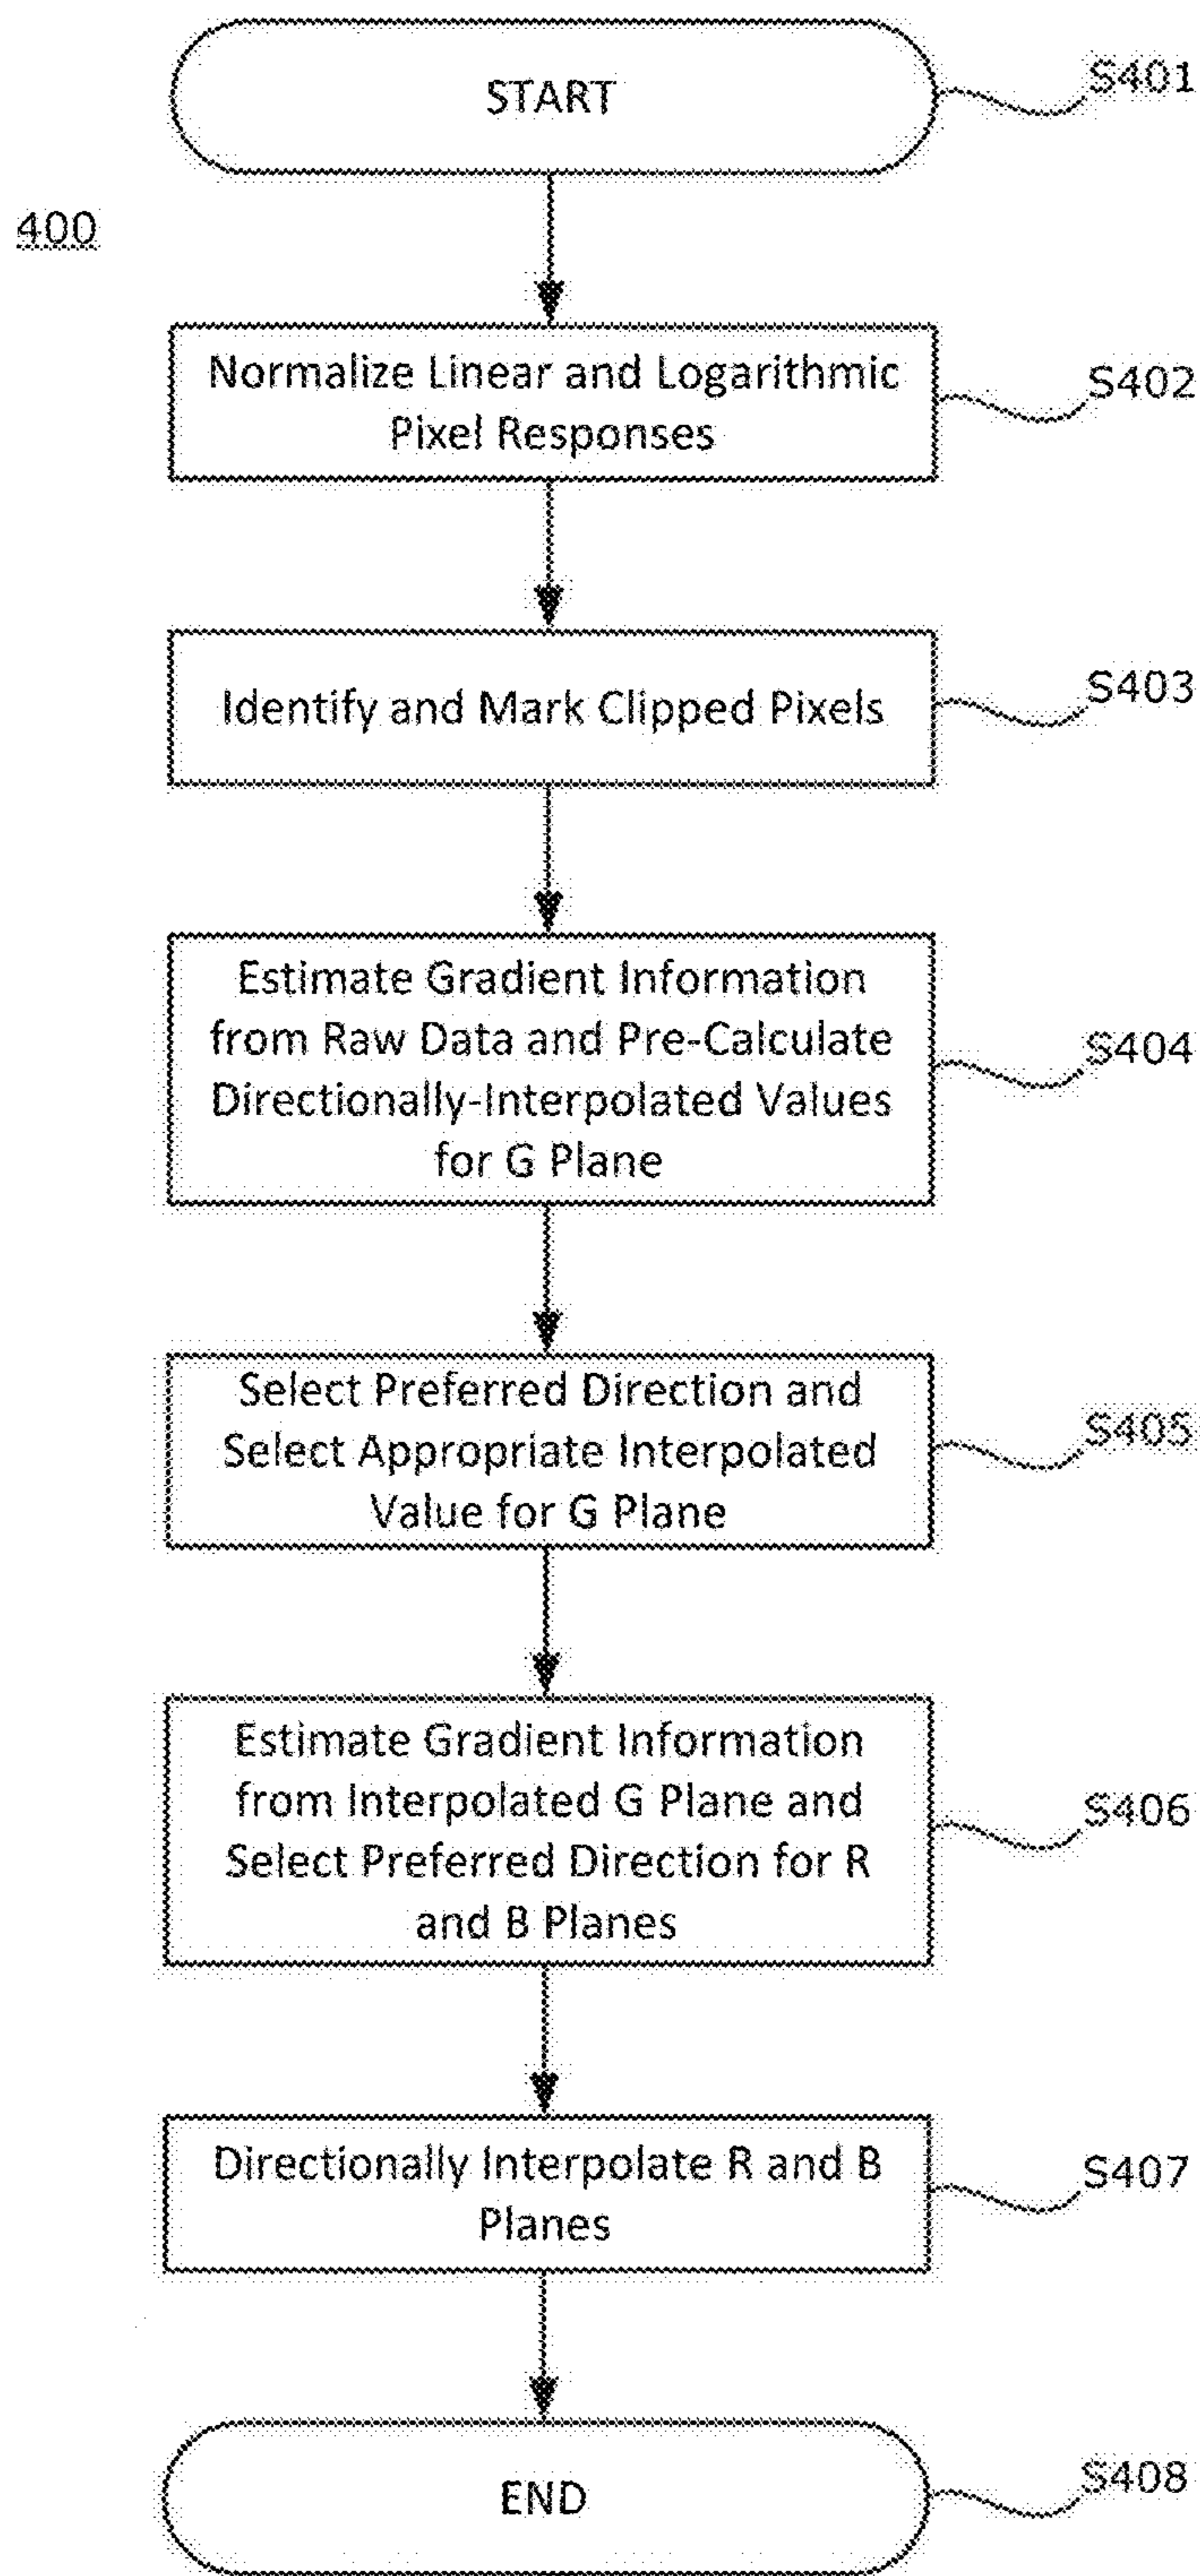 START
S401
400
Normalize Linear and Logarithmic
Pixel Responses
S402
Identify and Mark Clipped Pixels
S403
Estimate Gradient Information
from Raw Data and Pre-Calculate
Directionally-Interpolated Values
for G Plane
S404
Select Preferred Direction and
Select Appropriate Interpolated
Value for G Plane
S405
Estimate Gradient Information
from Interpolated G Plane and
Select Preferred Direction for R
and B Planes
S406
Directionally Interpolate R and B
Planes
S407
END
S408